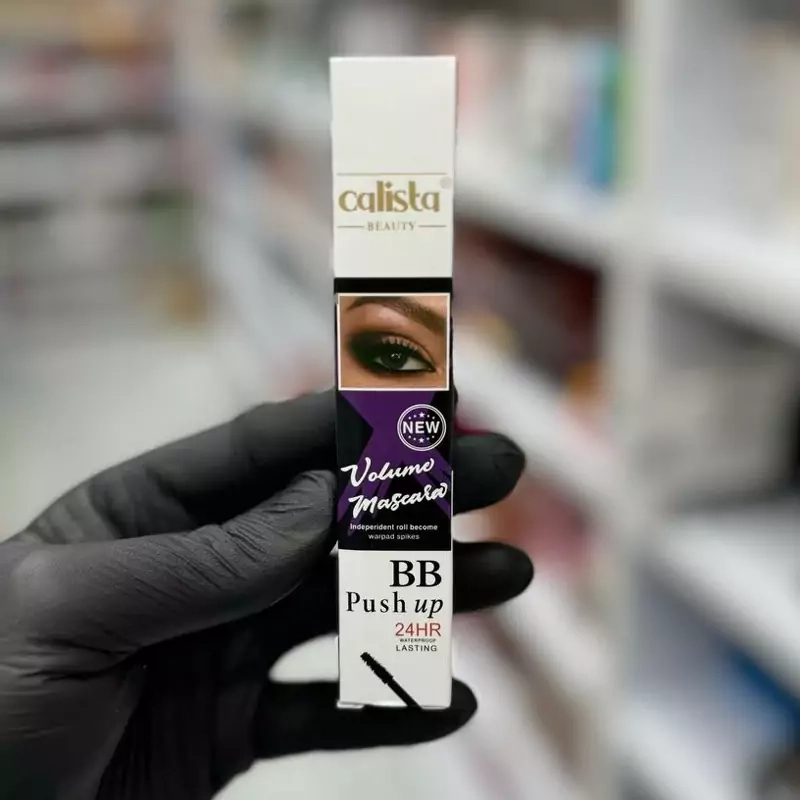 calista®
BEAUTY
NEW
Volume
Mascara
Independent roll become
warpad spikes
BB
Push up
24HR
WATERPROOF
LASTING